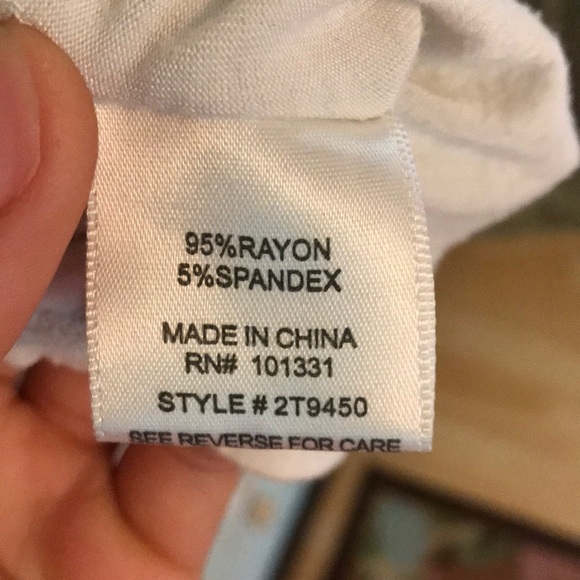 95%RAYON
5%SPANDEX
MADE IN CHINA
RN# 101331
STYLE # 2T9450
SEE REVERSE FOR CARE